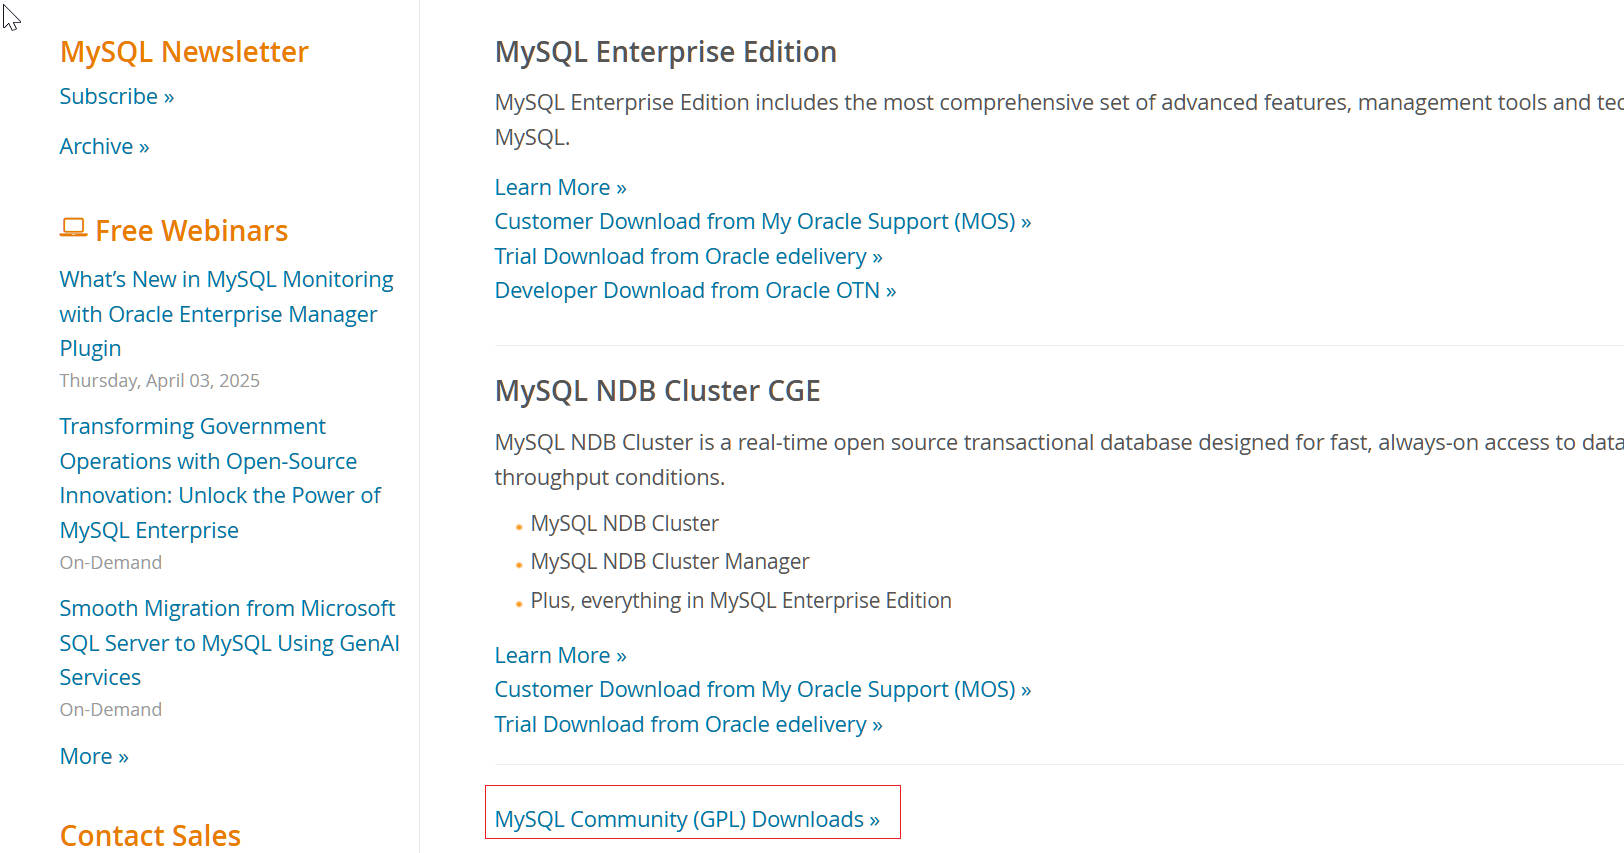 MySQL Newsletter
Subscribe »
Archive »
Free Webinars
What’s New in MySQL Monitoring
with Oracle Enterprise Manager
Plugin
Thursday, April 03, 2025
Transforming Government
Operations with Open-Source
Innovation: Unlock the Power of
MySQL Enterprise
On-Demand
Smooth Migration from Microsoft
SQL Server to MySQL Using GenAI
Services
On-Demand
More »
Contact Sales
MySQL Enterprise Edition
MySQL Enterprise Edition includes the most comprehensive set of advanced features, management tools and
MySQL.
Learn More »
Customer Download from My Oracle Support (MOS) »
Trial Download from Oracle edelivery »
Developer Download from Oracle OTN »
MySQL NDB Cluster CGE
MySQL NDB Cluster is a real-time open source transactional database designed for fast, always-on access to data
throughput conditions.
MySQL NDB Cluster
MySQL NDB Cluster Manager
Plus, everything in MySQL Enterprise Edition
Learn More »
Customer Download from My Oracle Support (MOS) »
Trial Download from Oracle edelivery »
MySQL Community (GPL) Downloads »